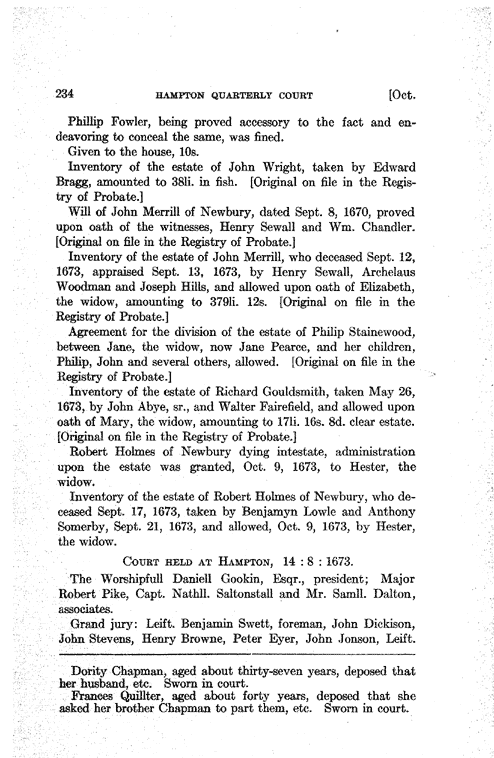 234 HAMPTON QUARTERLY COURT [Oct.
Phillip Fowler, being proved accessory to the fact and en-
deavoring to conceal the same, was fined.
Given to the house, 10s.
Inventory of the estate of John Wright, taken by Edward
Bragg, amounted to 38li. in fish. [Original on file in the Regis-
try of Probate.]
Will of John Merrill of Newbury, dated Sept. 8, 1670, proved
upon oath of the witnesses, Henry Sewall and Wm. Chandler.
[Original on file in the Registry of Probate.]
Inventory of the estate of John Merrill, who deceased Sept. 12,
1673, appraised Sept. 13, 1673, by Henry Sewall, Archelaus
Woodman and Joseph Hills, and allowed upon oath of Elizabeth,
the widow, amounting to 379li. 12s. [Original on file in the
Registry of Probate.]
Agreement for the division of the estate of Philip Stainewood,
between Jane, the widow, now Jane Pearce, and her children,
Philip, John and several others, allowed. [Original on file in the
Registry of Probate.]
Inventory of the estate of Richard Gouldsmith, taken May 26,
1673, by John Abye, sr., and Walter Fairefield, and allowed upon
oath of Mary, the widow, amounting to 17li. 16s. 8d. clear estate.
[Original on file in the Registry of Probate.]
Robert Holmes of Newbury dying intestate, administration
upon the estate was granted, Oct. 9, 1673, to Hester, the
widow.
Inventory of the estate of Robert Holmes of Newbury, who de-
ceased Sept. 17, 1673, taken by Benjamyn Lowle and Anthony
Somerby, Sept. 21, 1673, and allowed, Oct. 9, 1673, by Hester,
the widow.
COURT HELD AT HAMPTON, 14 : 8 : 1673.
The Worshipfull Daniell Gookin, Esqr., president; Major
Robert Pike, Capt. Nathll. Saltonstall and Mr. Samll. Dalton,
associates.
Grand jury: Leift. Benjamin Swett, foreman, John Dickison,
John Stevens, Henry Browne, Peter Eyer, John Jonson, Leift.
Dority Chapman, aged about thirty-seven years, deposed that
her husband, etc. Sworn in court.
Frances Quillter, aged about forty years, deposed that she
asked her brother Chapman to part them, etc. Sworn in court.